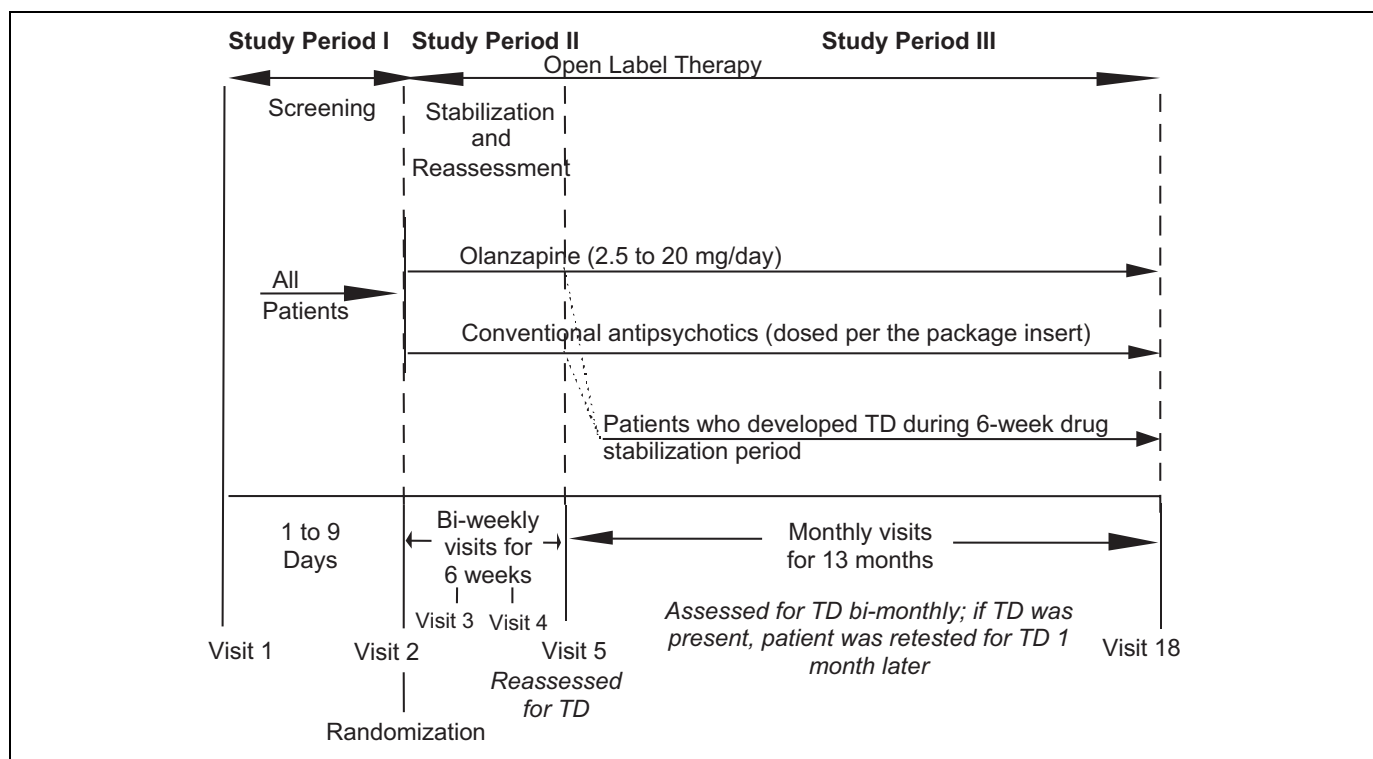 Study Period I
Study Period II
Study Period III
Open Label Therapy
Screening
Stabilization
and
Reassessment
Olanzapine (2.5 to 20 mg/day)
All
Patients
Conventional antipsychotics (dosed per the package insert)
Patients who developed TD during 6-week drug
stabilization period
1 to 9
Days
Bi-weekly
visits for
6 weeks
Monthly visits
for 13 months
Visit 3
Visit 4
Assessed for TD bi-monthly; if TD was
present, patient was retested for TD 1
month later
Visit 1
Visit 2
Visit 5
Visit 18
Reassessed
for TD
Randomization